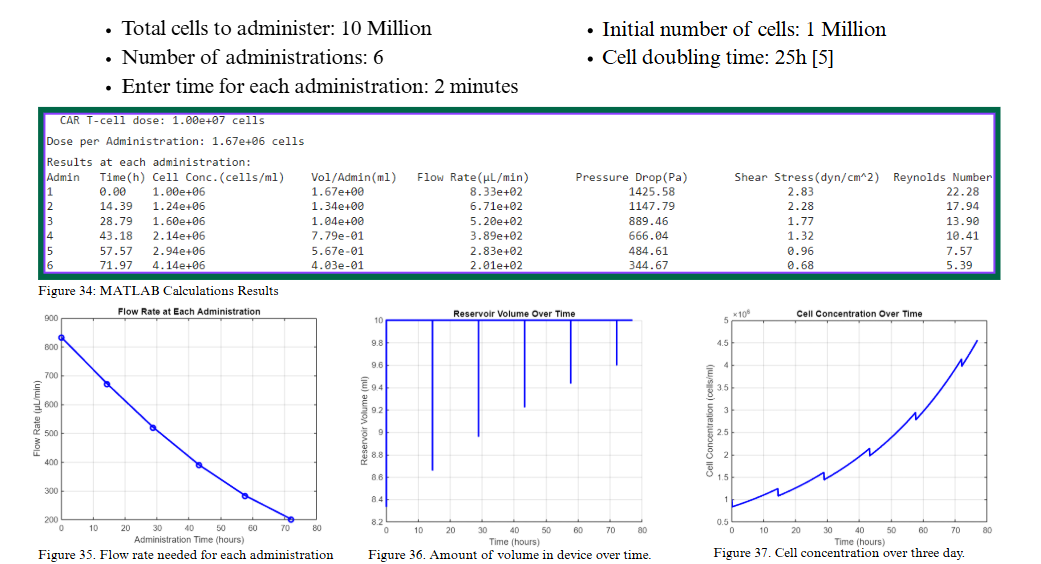 • Total cells to administer: 10 Million
• Number of administrations: 6
• Enter time for each administration: 2 minutes
• Initial number of cells: 1 Million
• Cell doubling time: 25h [5]
CAR T-cell dose: 1.00e+07 cells
Dose per Administration: 1.67e+06 cells
Results at each administration:
Admin Time(h) Cell Conc.(cells/ml) Vol/Admin(ml) Flow Rate(μL/min) Pressure Drop(Pa) Shear Stress(dyn/cm^2) Reynolds Number
1 0.00 1.00e+06 1.67e+00 8.33e+02 1425.58 2.83 22.28
2 14.39 1.24e+06 1.34e+00 6.71e+02 1147.79 2.28 17.94
3 28.79 1.60e+06 1.04e+00 5.20e+02 889.46 1.77 13.90
4 43.18 2.14e+06 7.79e-01 3.89e+02 666.04 1.32 10.41
5 57.57 2.94e+06 5.67e-01 2.83e+02 484.61 0.96 7.57
6 71.97 4.14e+06 4.03e-01 2.01e+02 344.67 0.68 5.39
Figure 34: MATLAB Calculations Results
Flow Rate at Each Administration
900
800
700
600
500
400
300
200
Flow Rate (μL/min)
0 10 20 30 40 50 60 70 80
Administration Time (hours)
Figure 35. Flow rate needed for each administration
Reservoir Volume Over Time
10
9.8
9.6
9.4
9.2
9
8.8
8.6
8.4
8.2
Reservoir Volume (ml)
0 10 20 30 40 50 60 70 80
Time (hours)
Figure 36. Amount of volume in device over time.
Cell Concentration Over Time
×10⁶
5
4.5
4
3.5
3
2.5
2
1.5
1
0.5
Cell Concentration (cells/ml)
0 10 20 30 40 50 60 70 80
Time (hours)
Figure 37. Cell concentration over three day.